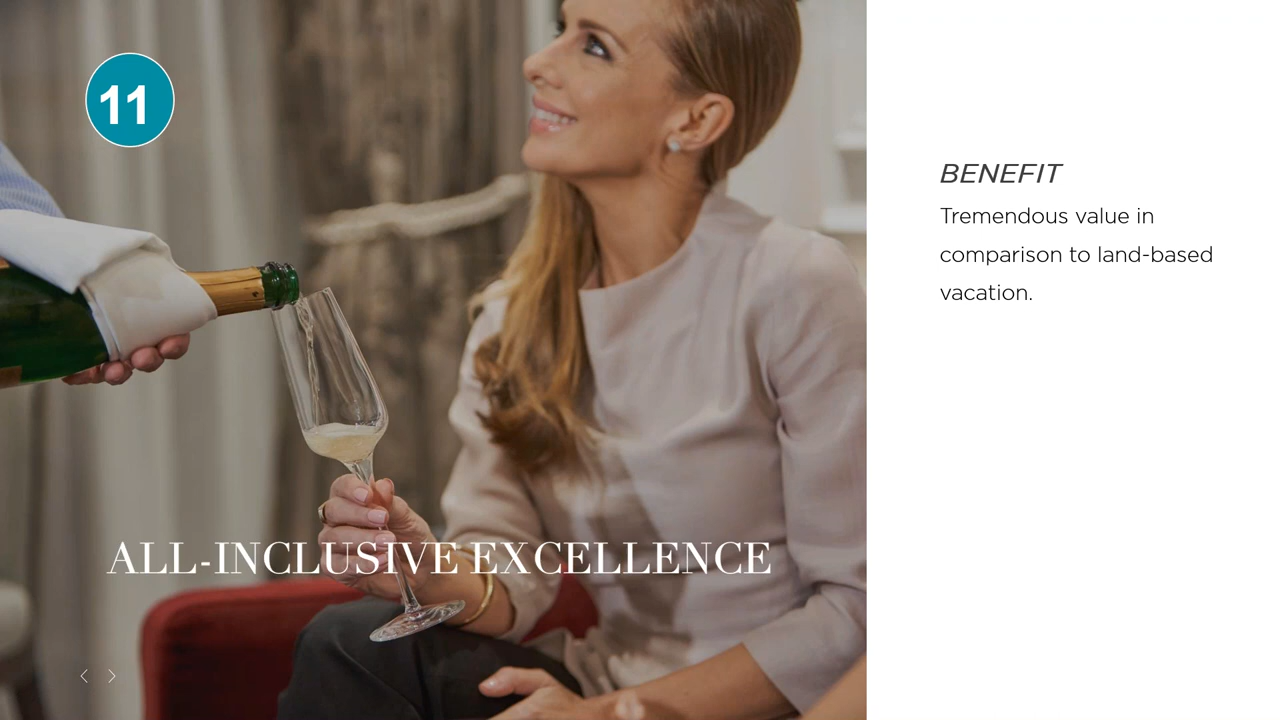 11
ALL-INCLUSIVE EXCELLENCE
BENEFIT
Tremendous value in
comparison to land-based
vacation.